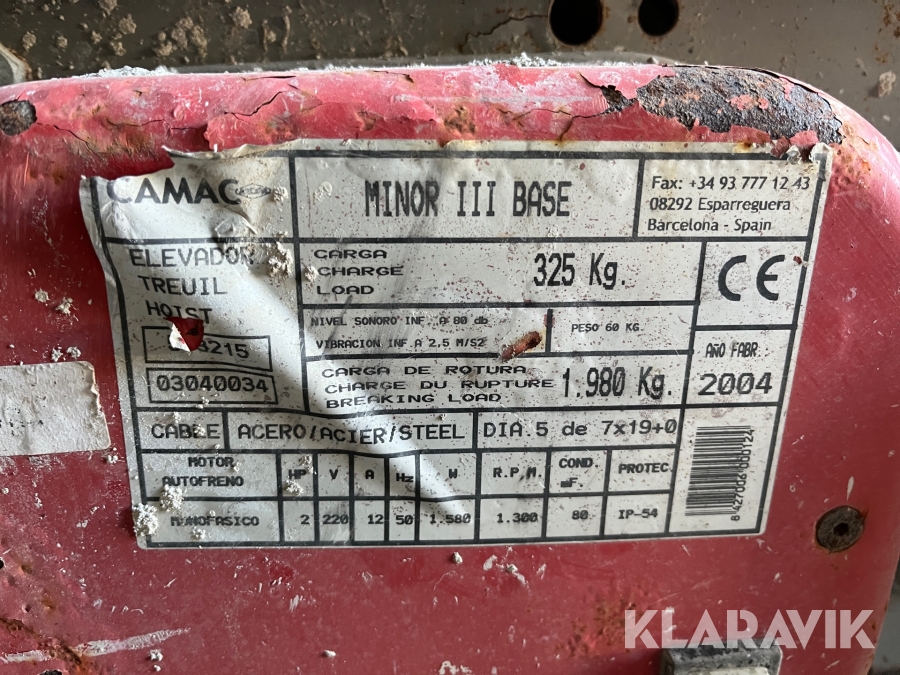 CAMAC
MINOR III BASE
Fax: +34 93 777 12 43
08292 Esparreguera
Barcelona - Spain
ELEVADOR
TREUIL
HOIST
3215
03040034
CARGA
CHARGE
LOAD
325 Kg.
CE
NIVEL SONORO INF. A 80 db
VIBRACION INF.A 2,5 M/S2
PESO 60 KG.
CARGA DE ROTURA
CHARGE DU RUPTURE
BREAKING LOAD
1.980 Kg.
AÑO FABR.
2004
CABLE ACERO/ACIER/STEEL DIA.5 de 7x19+0
MOTOR AUTOFRENO HP V A Hz W R.P.M COND. mF. PROTEC.
MONOFASICO 2 220 12 50 1.580 1.300 80 IP-54
KLARAVIK